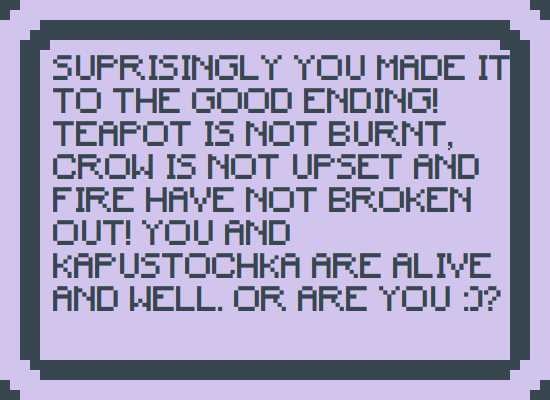 SUPRISINGLY YOU MADE IT
TO THE GOOD ENDING!
TEAPOT IS NOT BURNT,
CROW IS NOT UPSET AND
FIRE HAVE NOT BROKEN
OUT! YOU AND
KAPUSTOCHKA ARE ALIVE
AND WELL. OR ARE YOU :)?